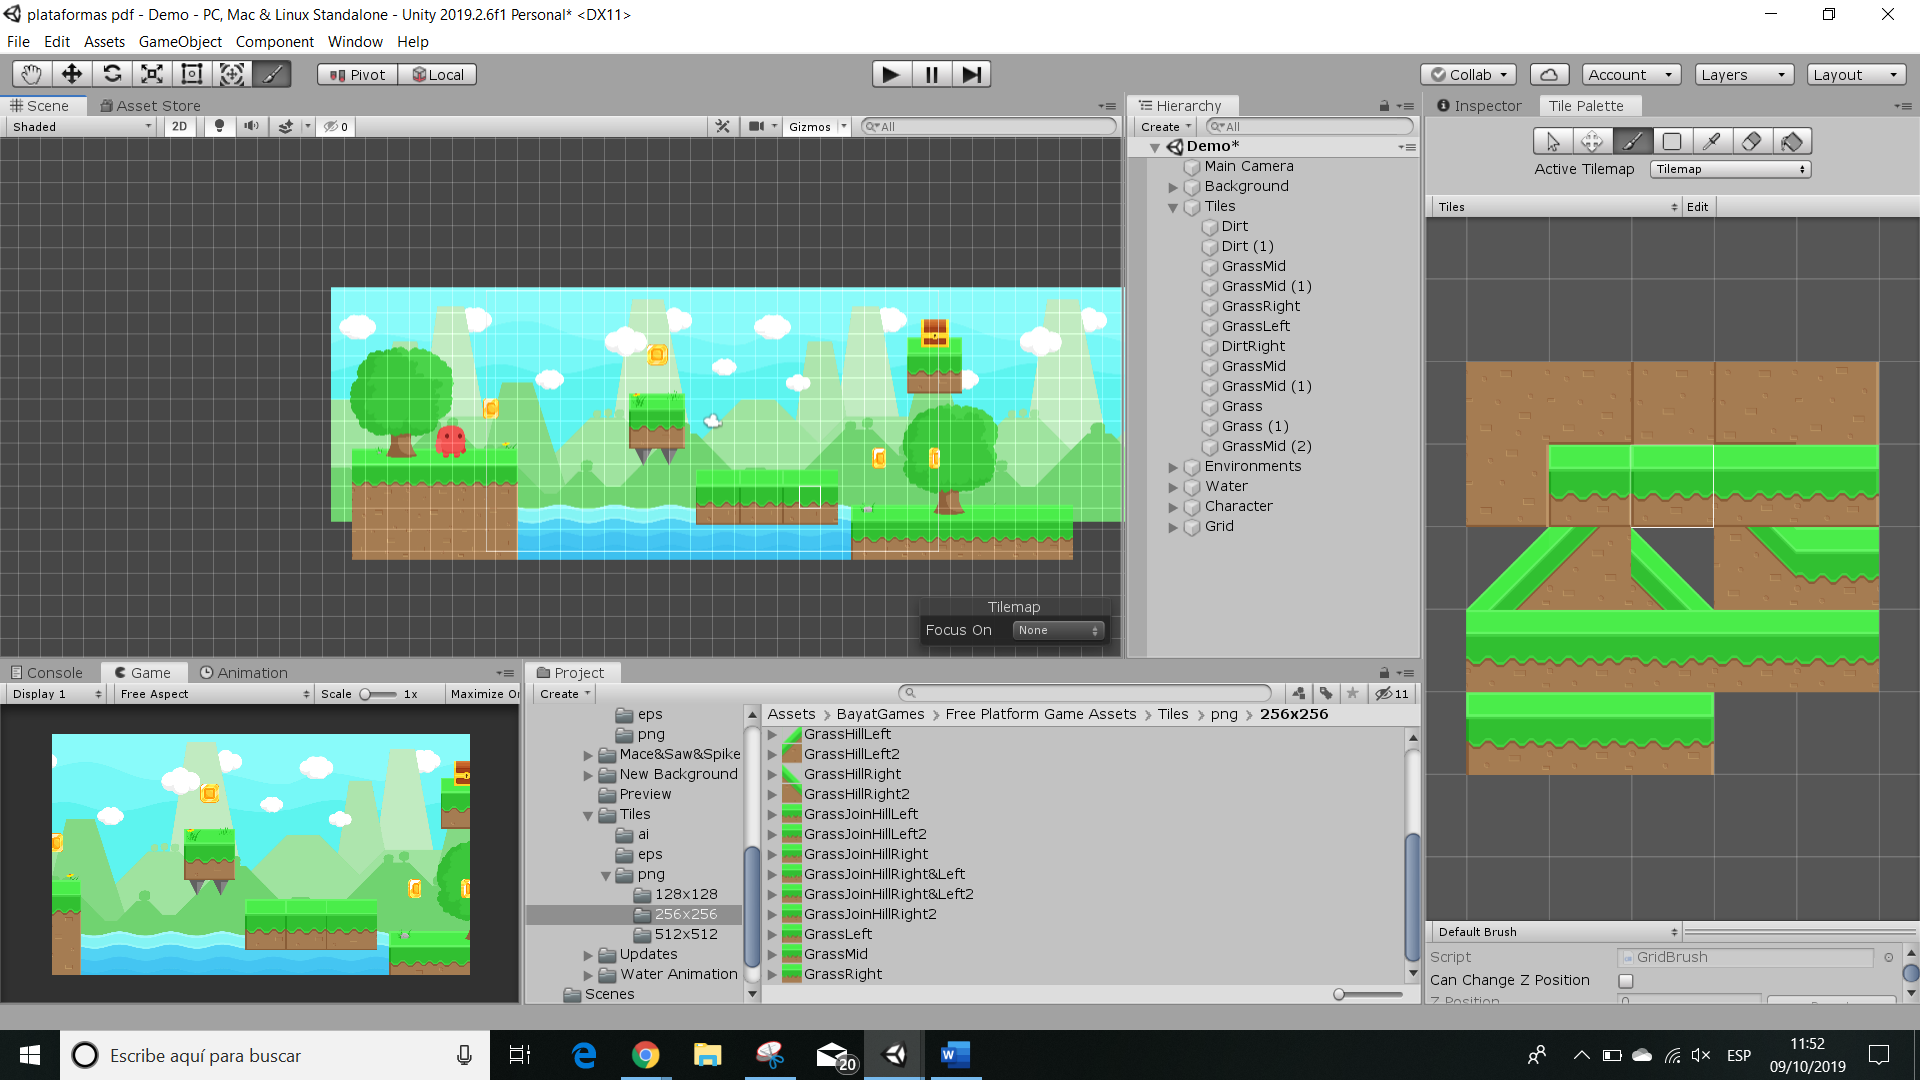 plataformas pdf - Demo - PC, Mac & Linux Standalone - Unity 2019.2.6f1 Personal* <DX11>
File Edit Assets GameObject Component Window Help
Pivot Local Collab Account Layers Layout
Scene Asset Store
Shaded 2D 0 Gizmos All
Hierarchy
Create All
Demo*
Main Camera
Background
Tiles
Dirt
Dirt (1)
GrassMid
GrassMid (1)
GrassRight
GrassLeft
DirtRight
GrassMid
GrassMid (1)
Grass
Grass (1)
GrassMid (2)
Environments
Water
Character
Grid
Inspector Tile Palette
Active Tilemap Tilemap
Tiles Edit
Tilemap
Focus On None
Console Game Animation
Display 1 Free Aspect Scale 1x Maximize On
Project
Create 11
eps
png
Mace&Saw&Spike
New Background
Preview
Tiles
ai
eps
png
128x128
256x256
512x512
Updates
Water Animation
Scenes
Assets BayatGames Free Platform Game Assets Tiles png 256x256
GrassHillLeft
GrassHillLeft2
GrassHillRight
GrassHillRight2
GrassJoinHillLeft
GrassJoinHillLeft2
GrassJoinHillRight
GrassJoinHillRight&Left
GrassJoinHillRight&Left2
GrassJoinHillRight2
GrassLeft
GrassMid
GrassRight
Default Brush
Script GridBrush
Can Change Z Position
Z Position 0
Escribe aquí para buscar
20
ESP
11:52
09/10/2019